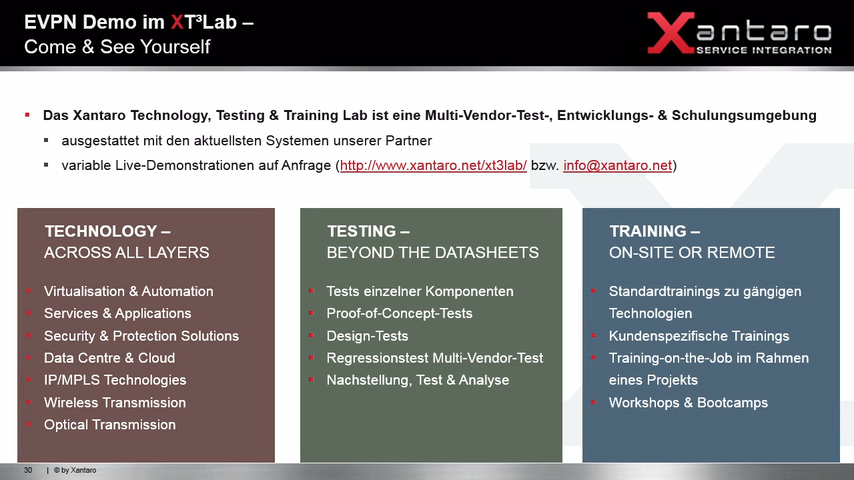 EVPN Demo im XT³Lab –
Come & See Yourself
Xantaro
SERVICE INTEGRATION
Das Xantaro Technology, Testing & Training Lab ist eine Multi-Vendor-Test-, Entwicklungs- & Schulungsumgebung
ausgestattet mit den aktuellsten Systemen unserer Partner
variable Live-Demonstrationen auf Anfrage (http://www.xantaro.net/xt3lab/ bzw. info@xantaro.net)
TECHNOLOGY –
ACROSS ALL LAYERS
Virtualisation & Automation
Services & Applications
Security & Protection Solutions
Data Centre & Cloud
IP/MPLS Technologies
Wireless Transmission
Optical Transmission
TESTING –
BEYOND THE DATASHEETS
Tests einzelner Komponenten
Proof-of-Concept-Tests
Design-Tests
Regressionstest Multi-Vendor-Test
Nachstellung, Test & Analyse
TRAINING –
ON-SITE OR REMOTE
Standardtrainings zu gängigen
Technologien
Kundenspezifische Trainings
Training-on-the-Job im Rahmen
eines Projekts
Workshops & Bootcamps
30 | © by Xantaro